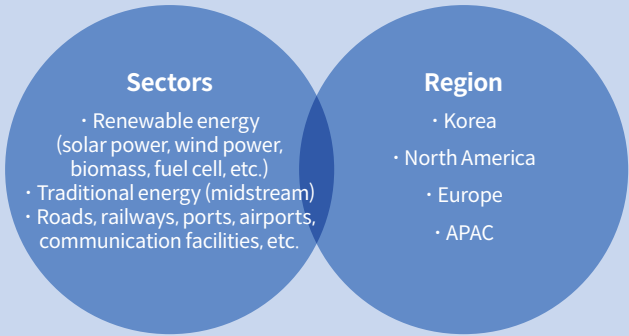 Sectors
· Renewable energy
(solar power, wind power,
biomass, fuel cell, etc.)
· Traditional energy (midstream)
· Roads, railways, ports, airports,
communication facilities, etc.
Region
· Korea
· North America
· Europe
· APAC